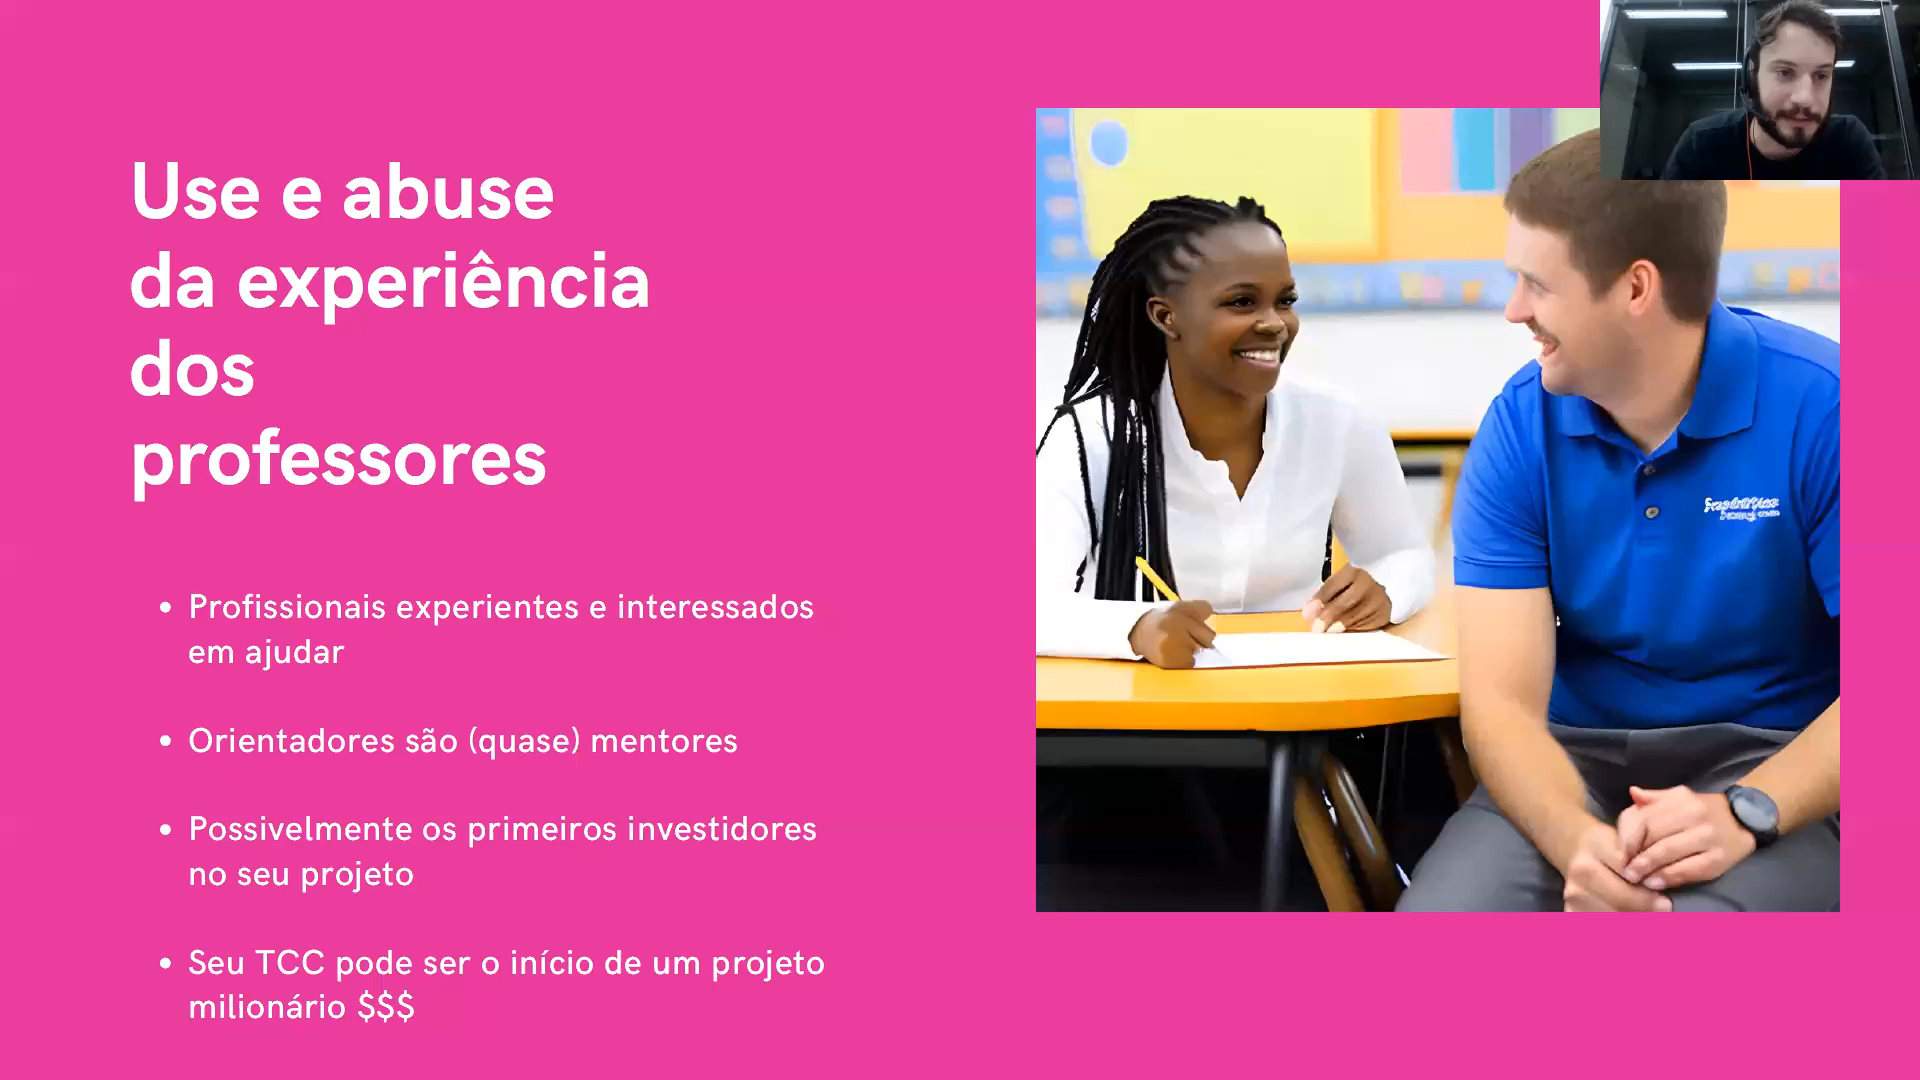 Use e abuse
da experiência
dos
professores
• Profissionais experientes e interessados
em ajudar
• Orientadores são (quase) mentores
• Possivelmente os primeiros investidores
no seu projeto
• Seu TCC pode ser o início de um projeto
milionário $$$